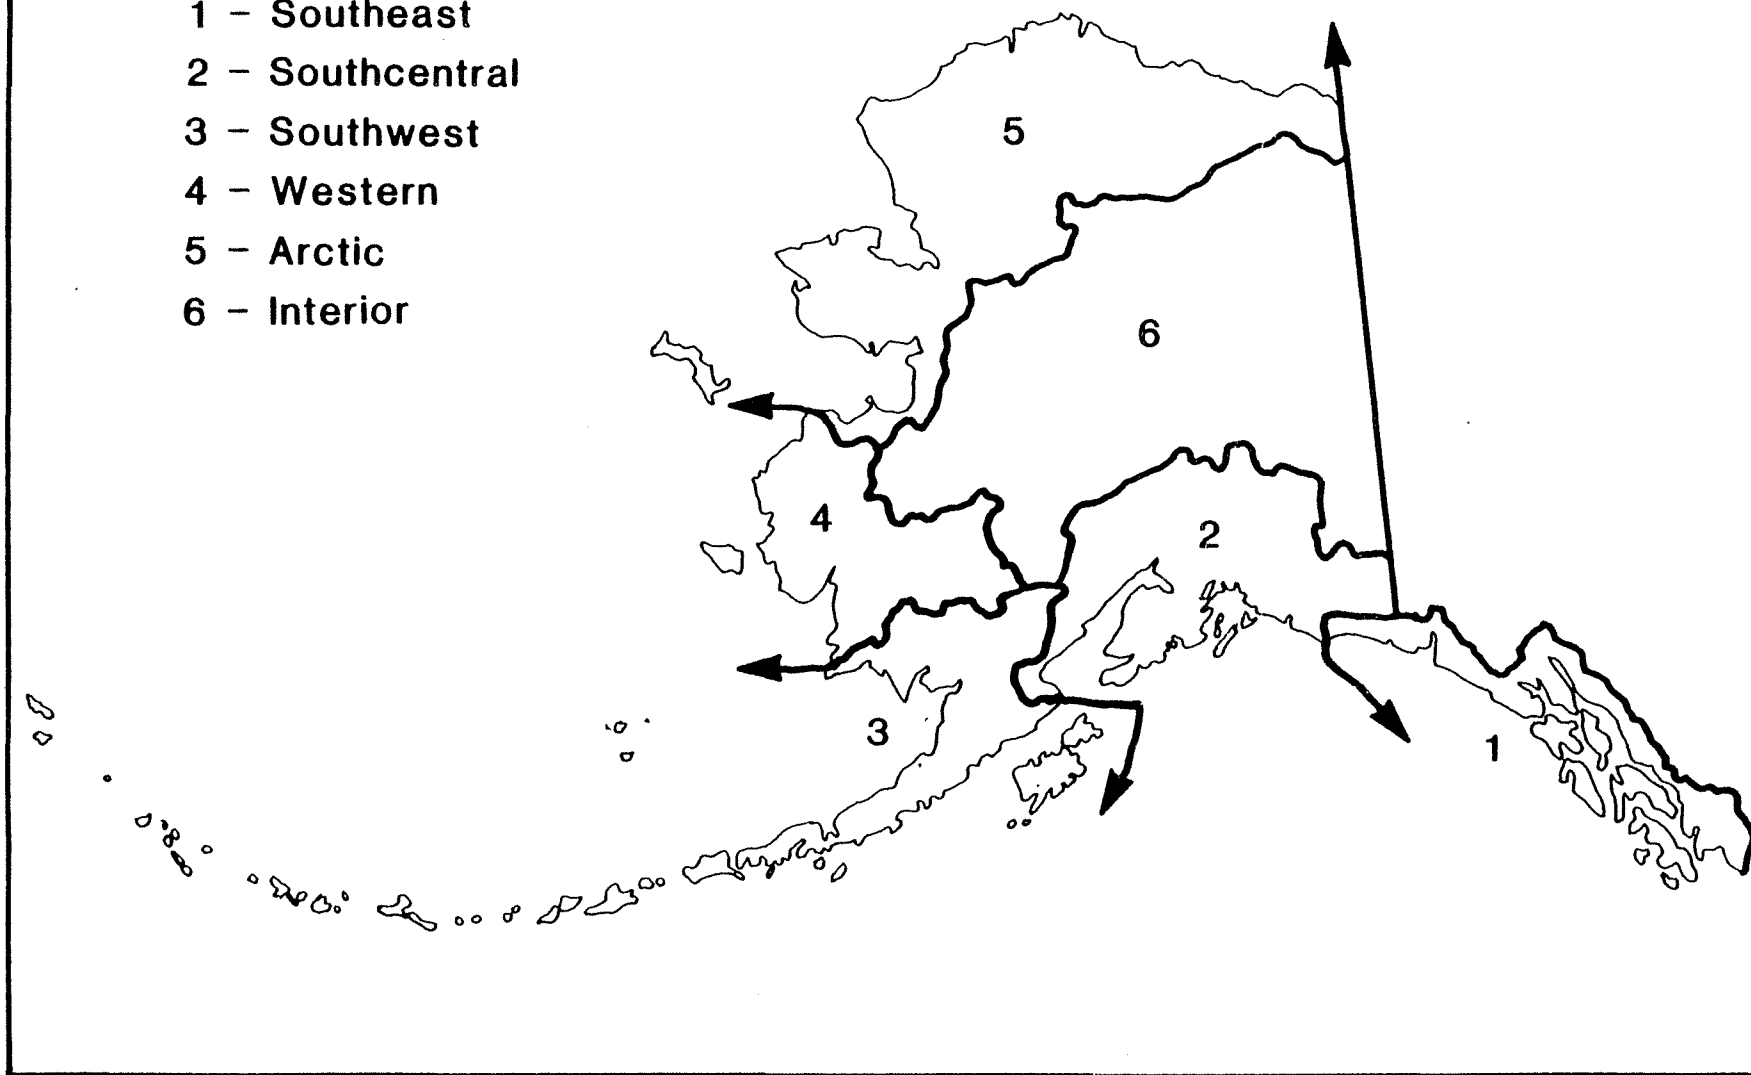 1 - Southeast
2 - Southcentral
3 - Southwest
4 - Western
5 - Arctic
6 - Interior
5
6
4
2
3
1